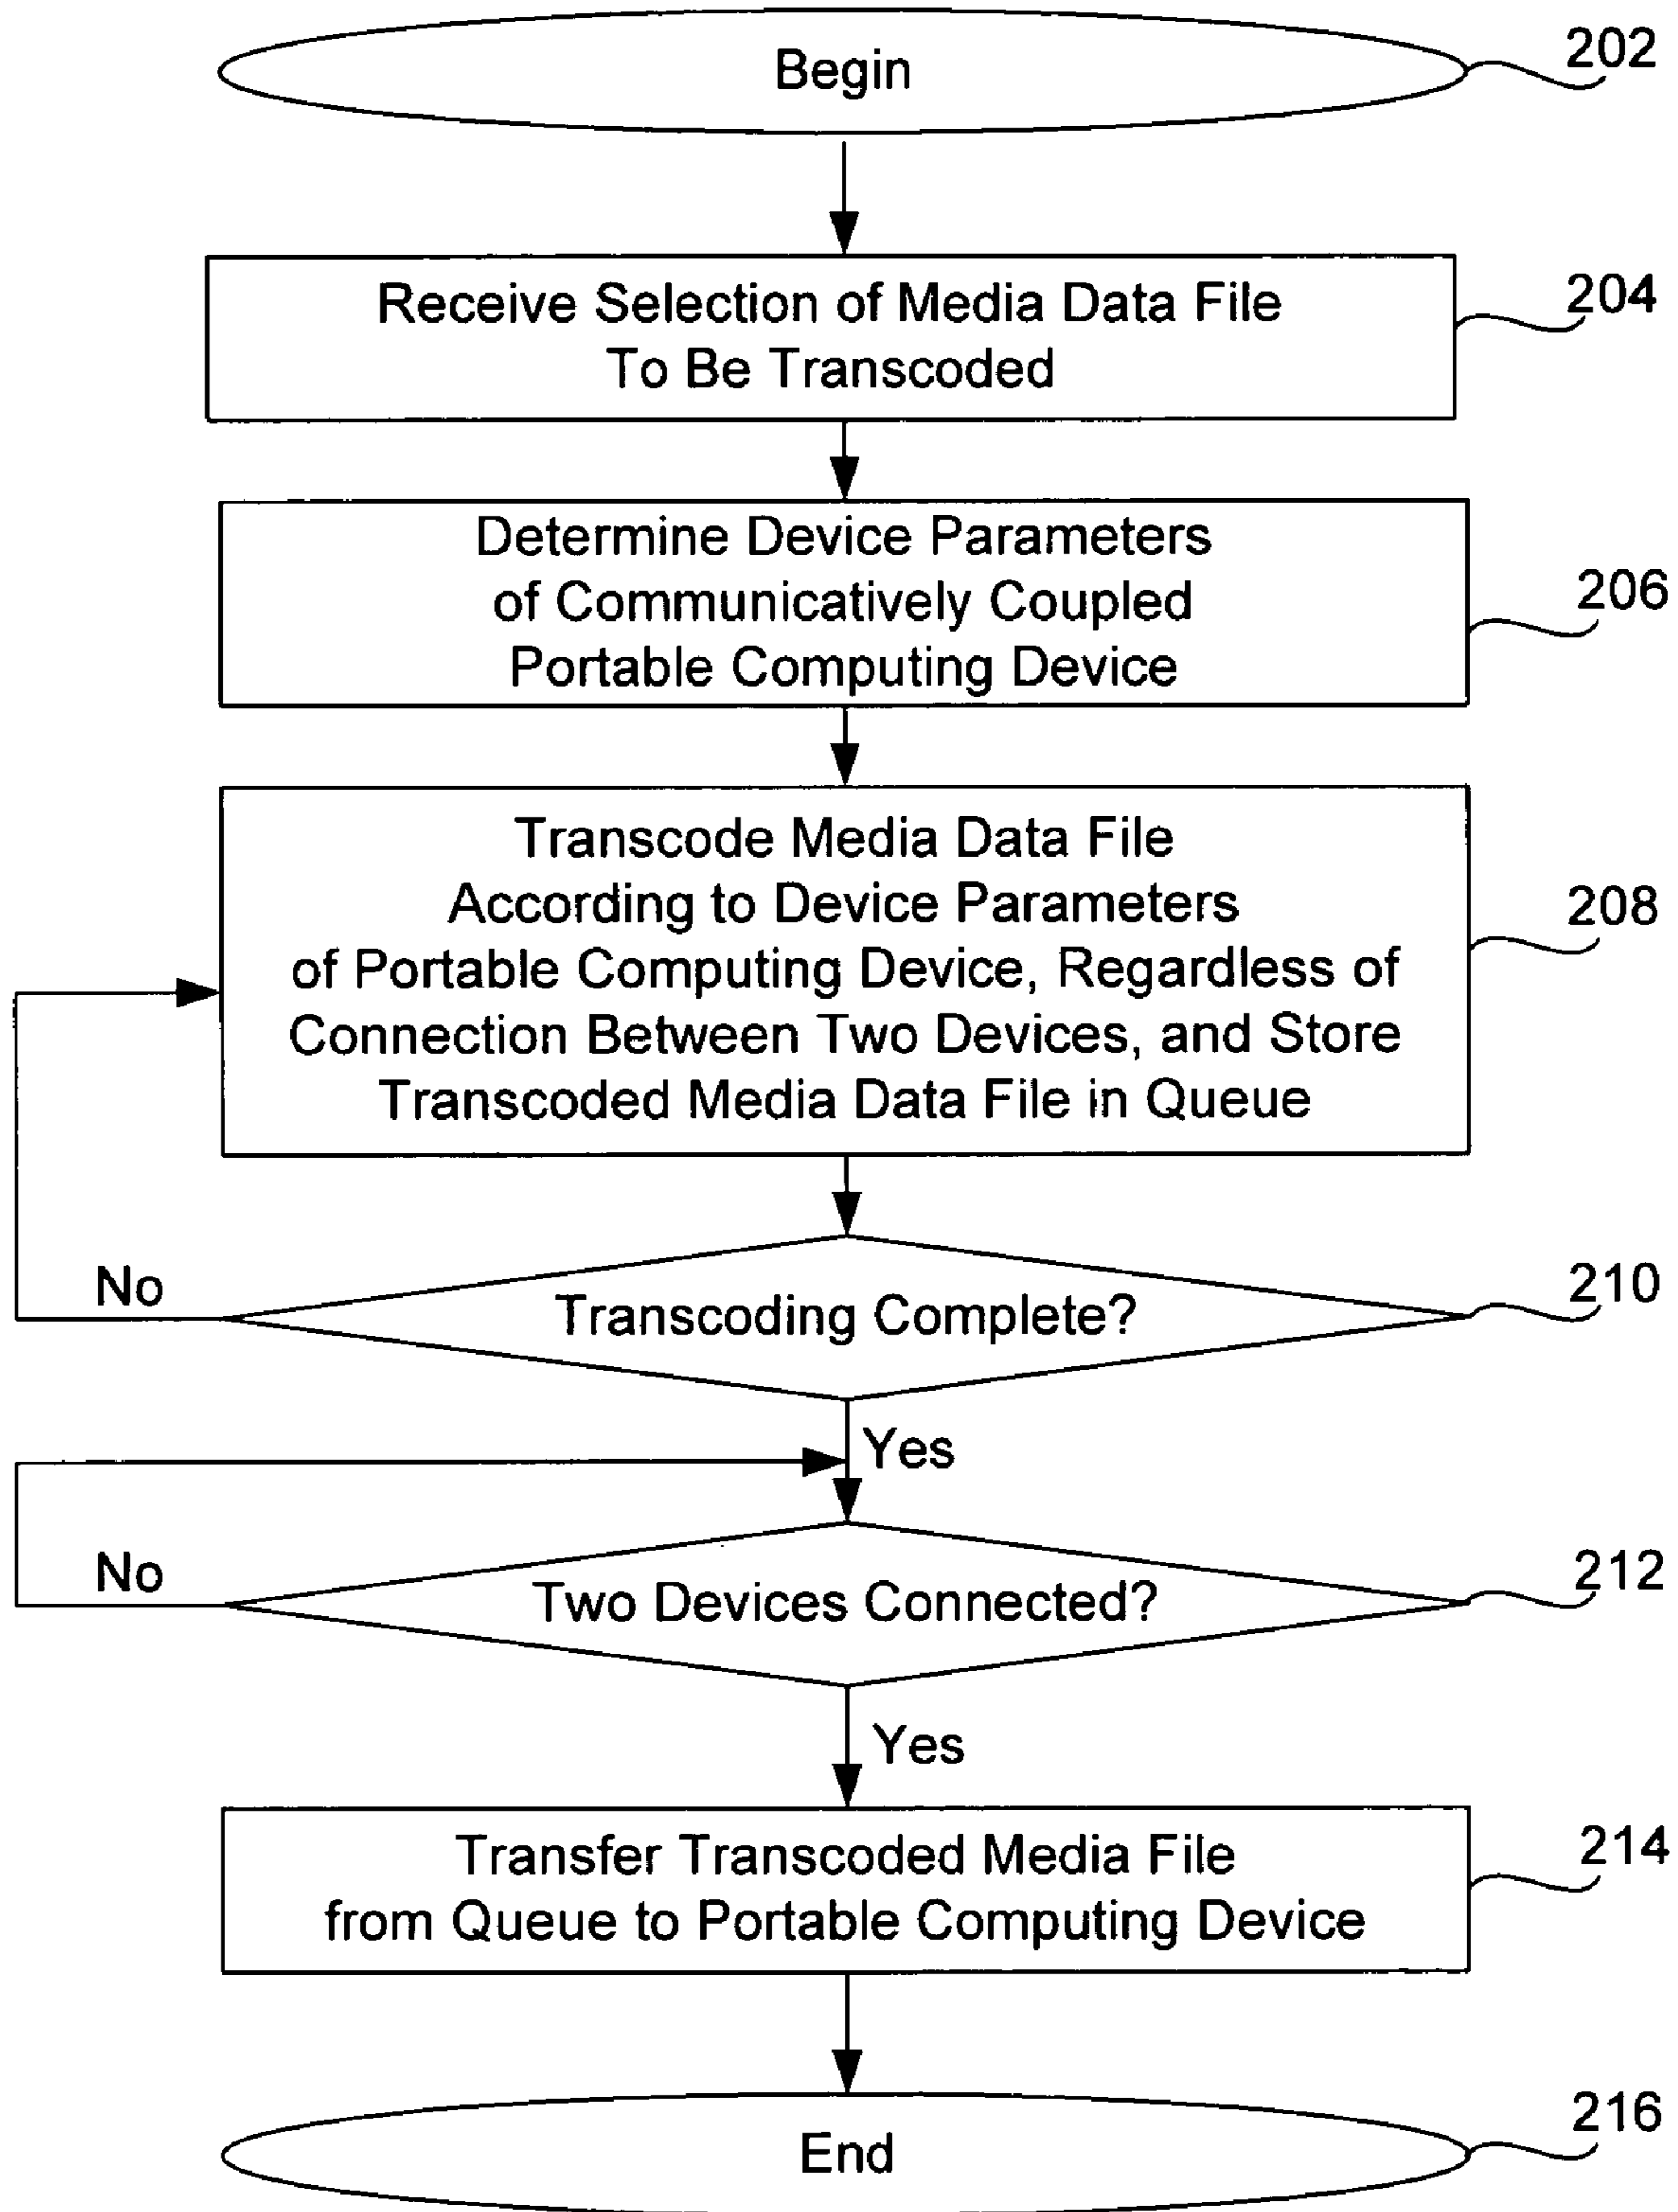 Begin
202
Receive Selection of Media Data File
To Be Transcoded
204
Determine Device Parameters
of Communicatively Coupled
Portable Computing Device
206
Transcode Media Data File
According to Device Parameters
of Portable Computing Device, Regardless of
Connection Between Two Devices, and Store
Transcoded Media Data File in Queue
208
No
Transcoding Complete?
210
Yes
No
Two Devices Connected?
212
Yes
Transfer Transcoded Media File
from Queue to Portable Computing Device
214
End
216